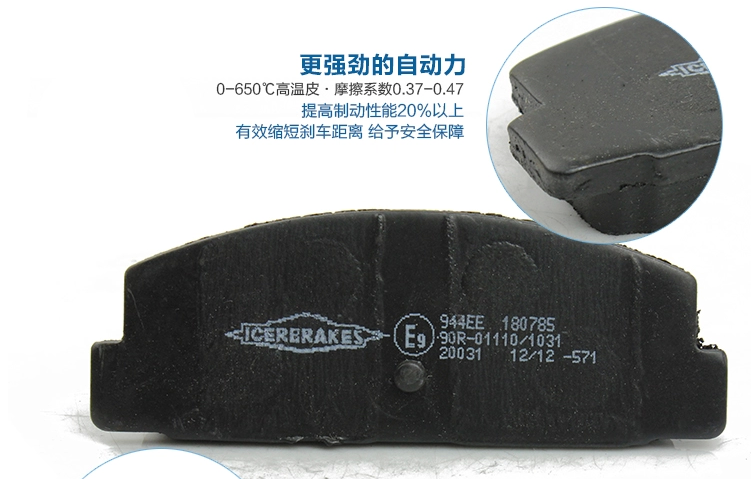 更强劲的自动力
0-650℃高温皮·摩擦系数0.37-0.47
提高制动性能20%以上
有效缩短刹车距离 给予安全保障
ICER
ICERBRAKES
E9
944EE 180785
90R-01110/1031
20031 12/12 -571